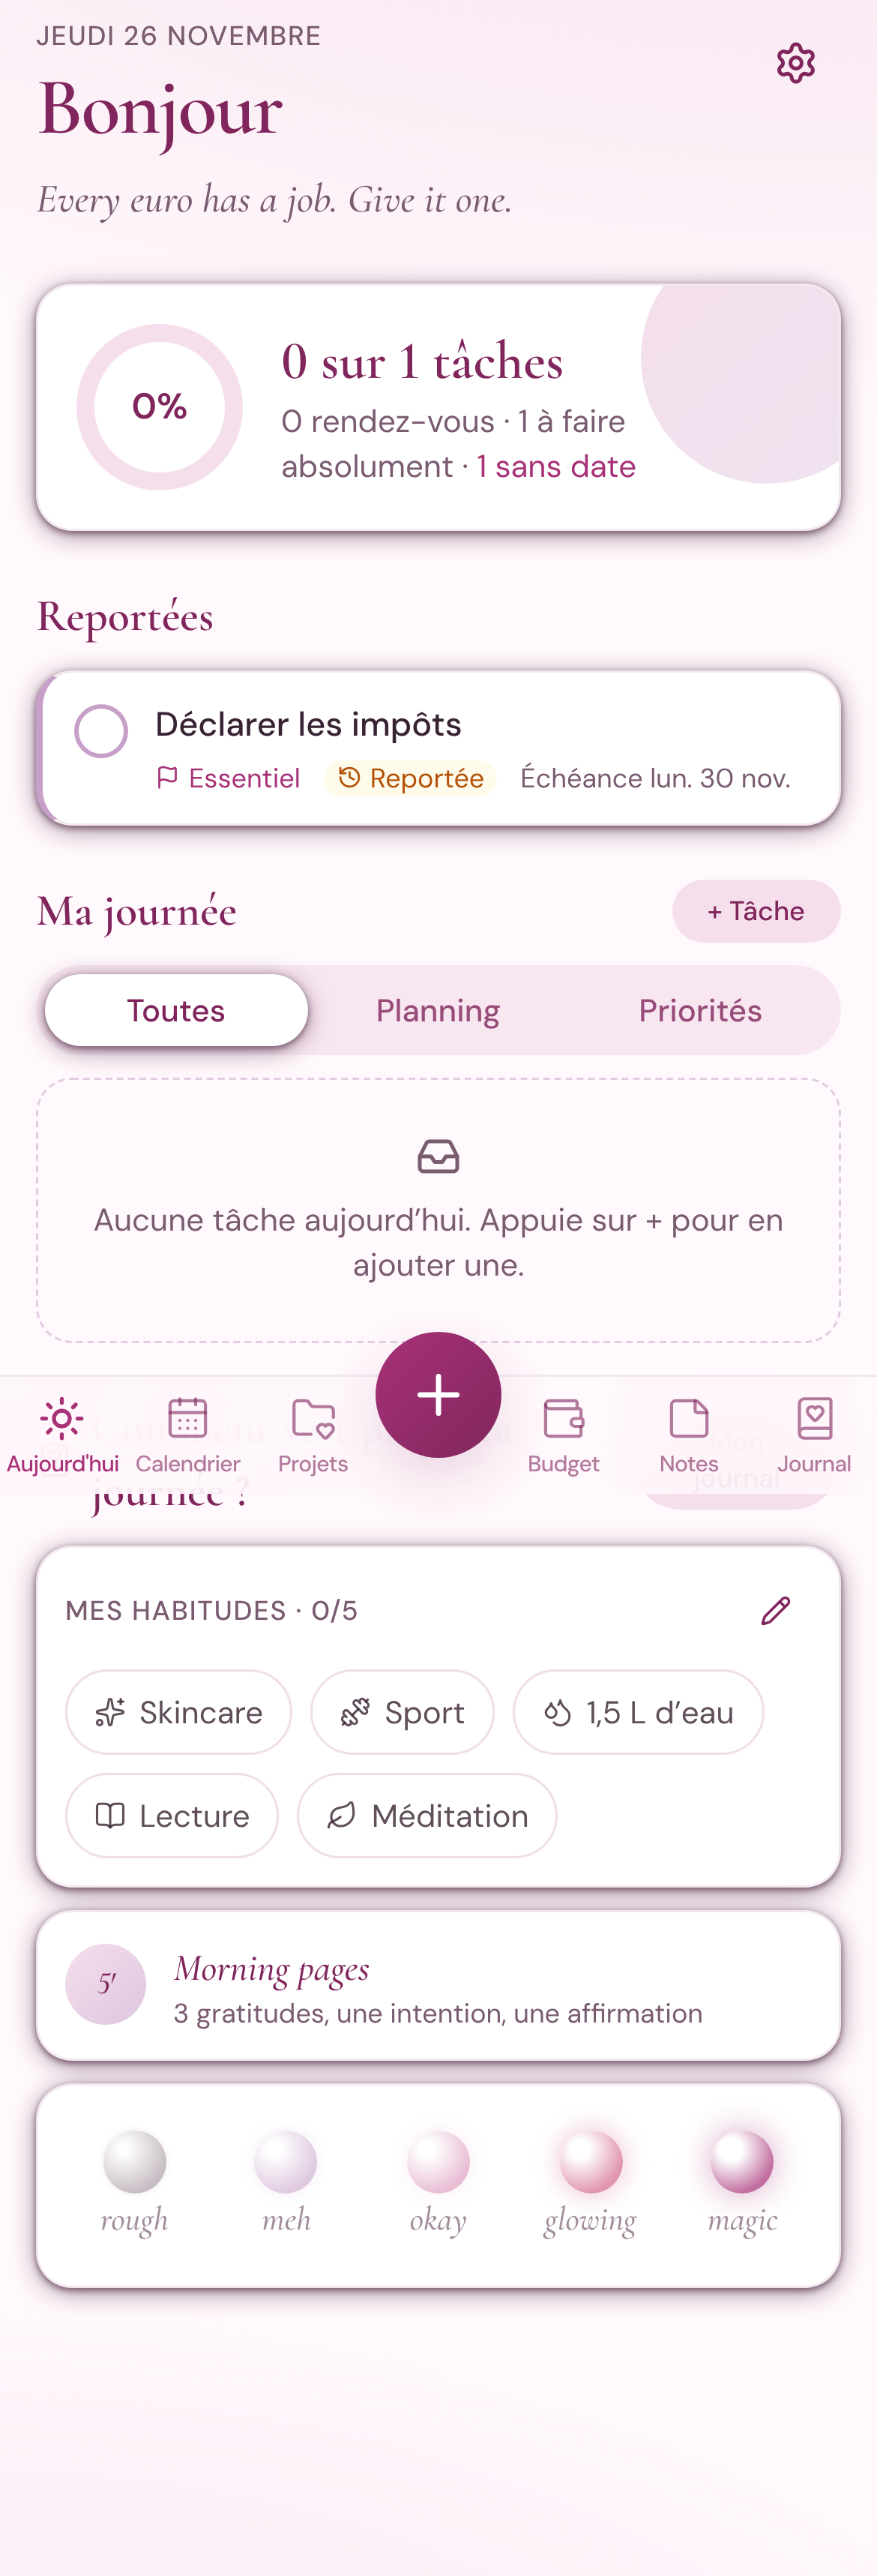 JEUDI 26 NOVEMBRE
Bonjour
Every euro has a job. Give it one.
0%
0 sur 1 tâches
0 rendez-vous · 1 à faire
absolument · 1 sans date
Reportées
Déclarer les impôts
Essentiel Reportée Échéance lun. 30 nov.
Ma journée
+ Tâche
Toutes Planning Priorités
Aucune tâche aujourd’hui. Appuie sur + pour en
ajouter une.
Aujourd'hui Calendrier Projets Budget Notes Journal
journée ?
Mon
journal
MES HABITUDES · 0/5
Skincare Sport 1,5 L d’eau
Lecture Méditation
5′
Morning pages
3 gratitudes, une intention, une affirmation
rough meh okay glowing magic